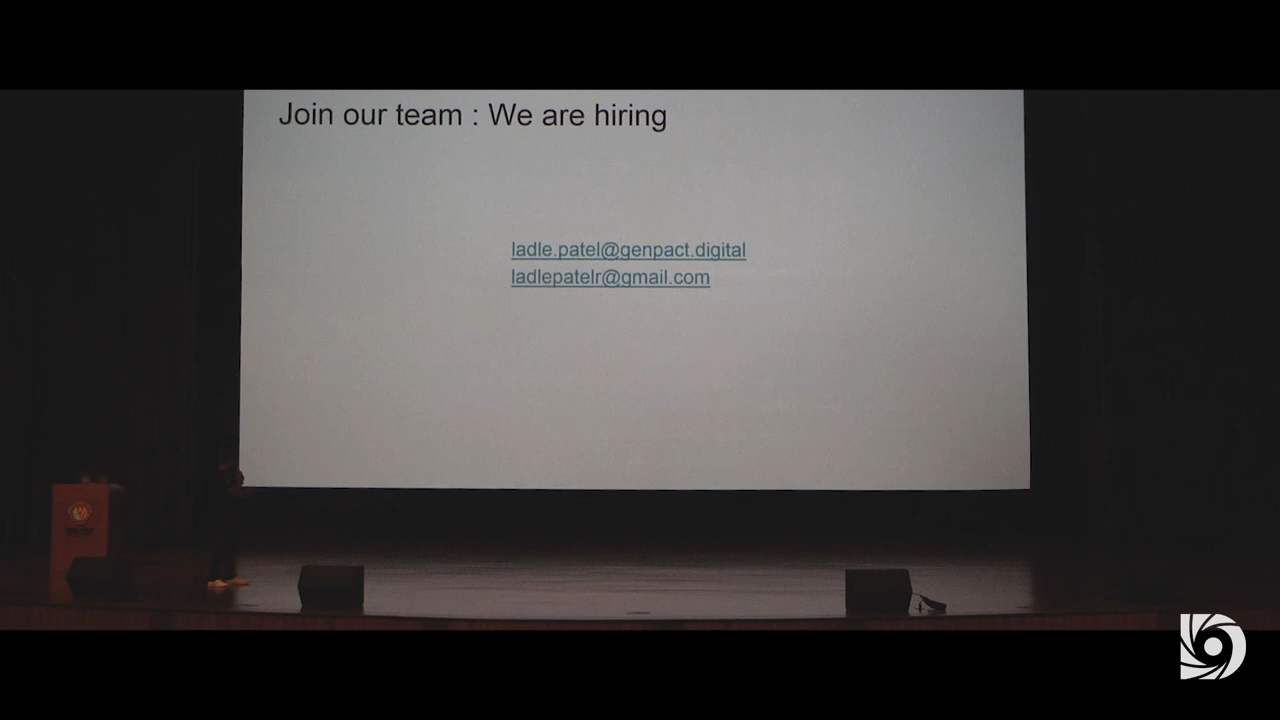 Join our team : We are hiring
ladle.patel@genpact.digital
ladlepatelr@gmail.com